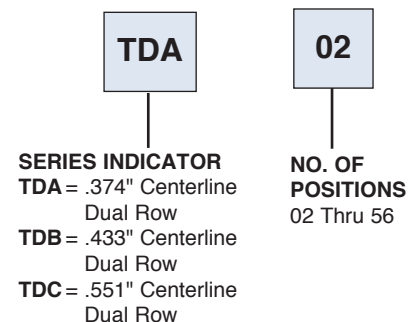 TDA
02
SERIES INDICATOR
TDA = .374" Centerline
Dual Row
TDB = .433" Centerline
Dual Row
TDC = .551" Centerline
Dual Row
NO. OF
POSITIONS
02 Thru 56